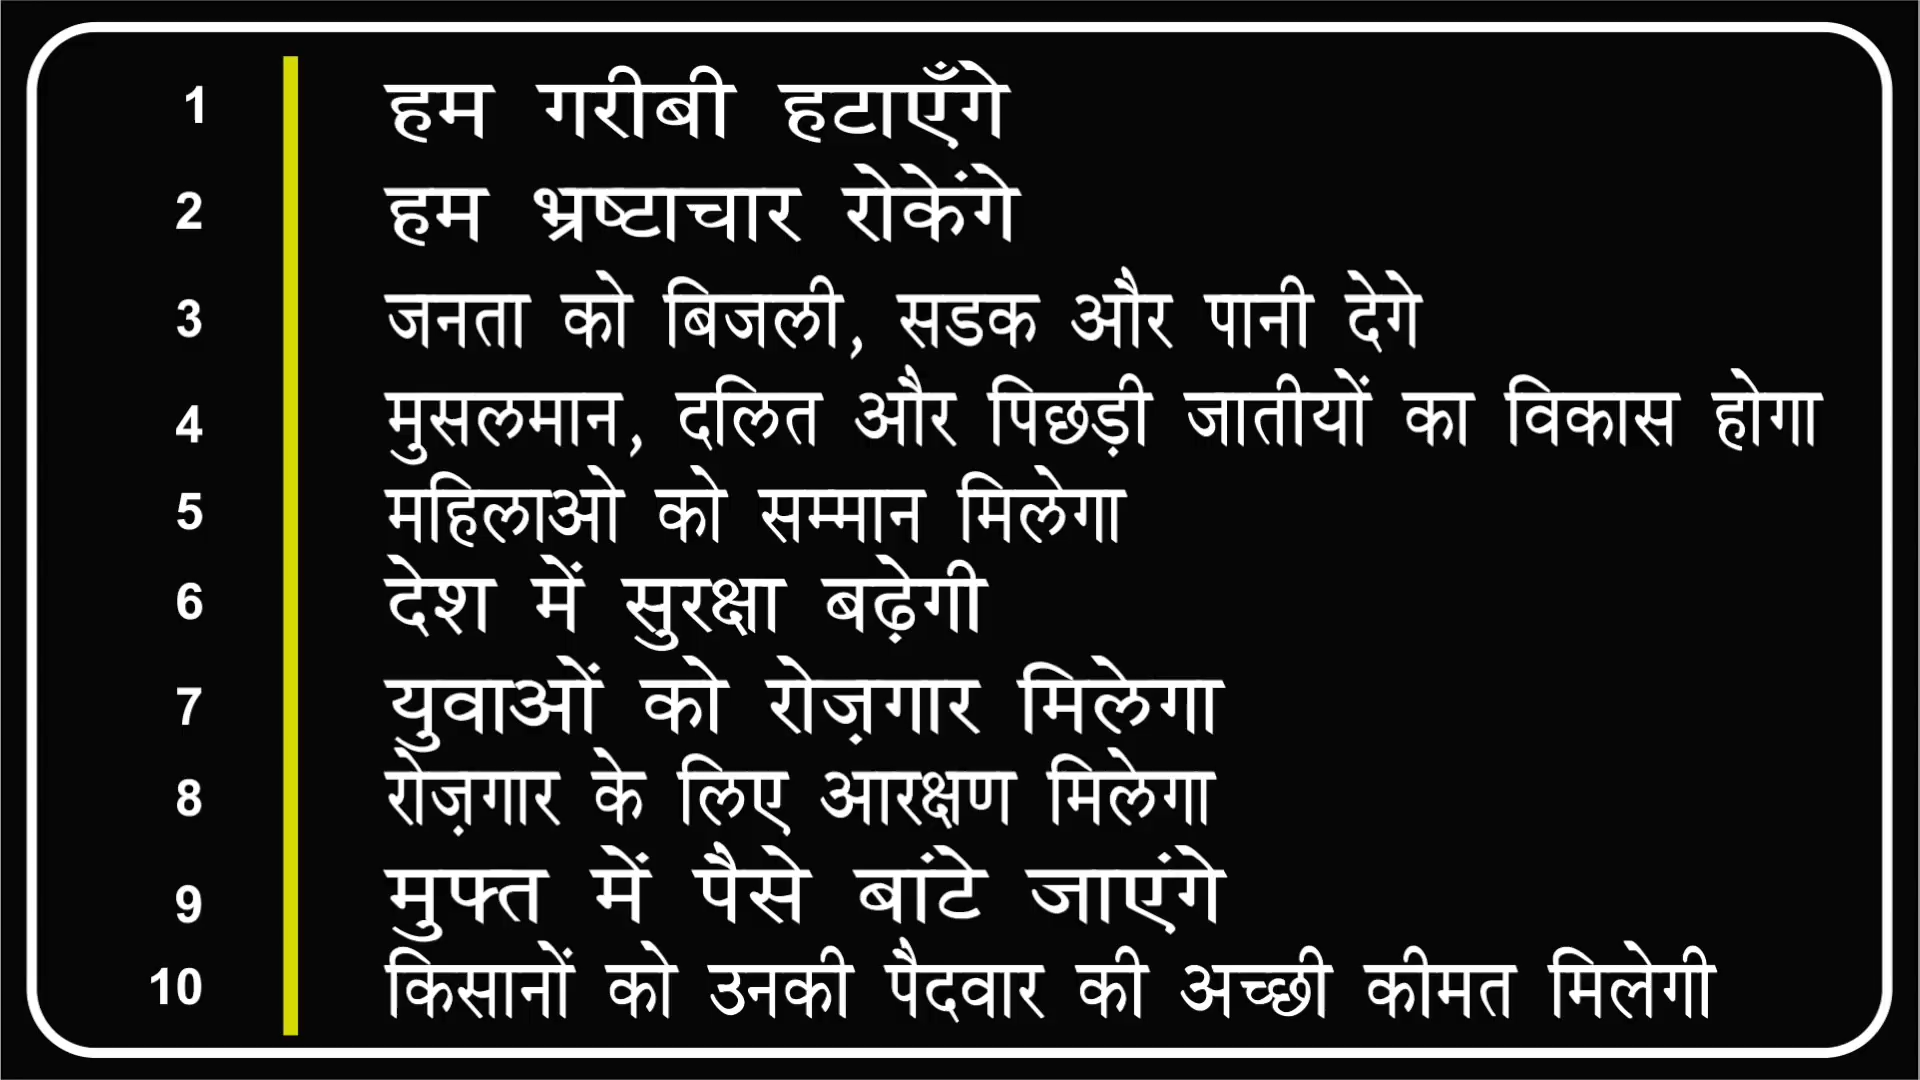 1 हम गरीबी हटाएँगे
2 हम भ्रष्टाचार रोकेंगे
3 जनता को बिजली, सडक और पानी देगे
4 मुसलमान, दलित और पिछड़ी जातीयों का विकास होगा
5 महिलाओ को सम्मान मिलेगा
6 देश में सुरक्षा बढ़ेगी
7 युवाओं को रोज़गार मिलेगा
8 रोज़गार के लिए आरक्षण मिलेगा
9 मुफ्त में पैसे बांटे जाएंगे
10 किसानों को उनकी पैदवार की अच्छी कीमत मिलेगी